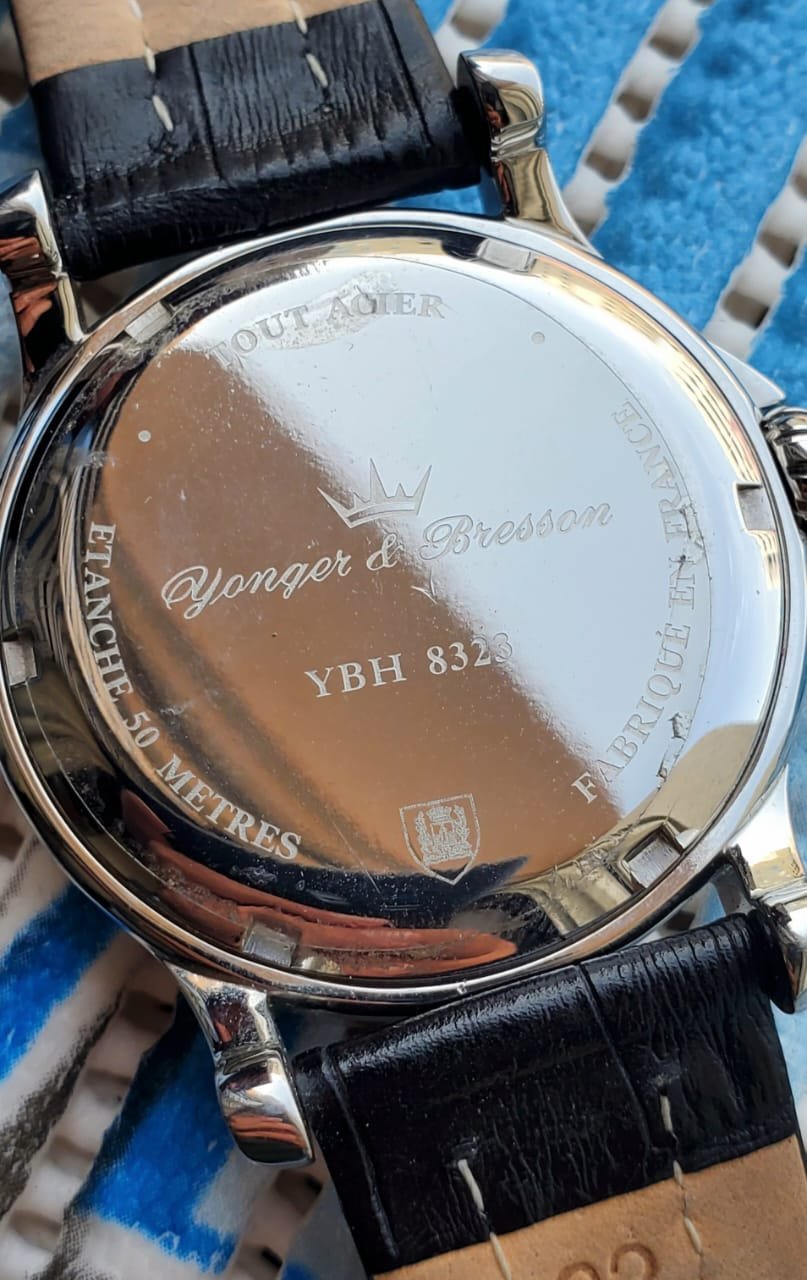 TOUT ACIER
Yonger & Bresson
YBH 8323
ETANCHE 50 METRES
FABRIQUÉ EN FRANCE